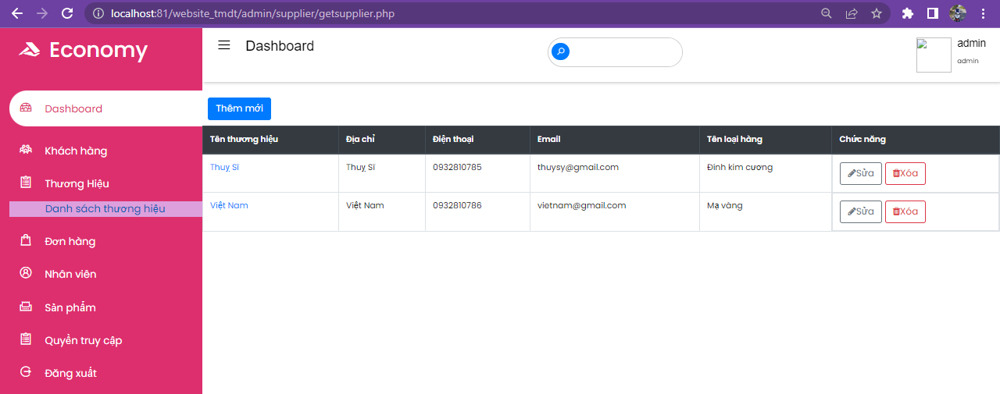 localhost:81/website_tmdt/admin/supplier/getsupplier.php
Economy
Dashboard
admin
admin
Dashboard
Khách hàng
Thương Hiệu
Danh sách thương hiệu
Đơn hàng
Nhân viên
Sản phẩm
Quyền truy cập
Đăng xuất
Thêm mới
Tên thương hiệu Địa chỉ Điện thoại Email Tên loại hàng Chức năng
Thuỵ Sĩ Thuỵ Sĩ 0932810785 thuysy@gmail.com Đính kim cương Sửa Xóa
Việt Nam Việt Nam 0932810786 vietnam@gmail.com Mạ vàng Sửa Xóa